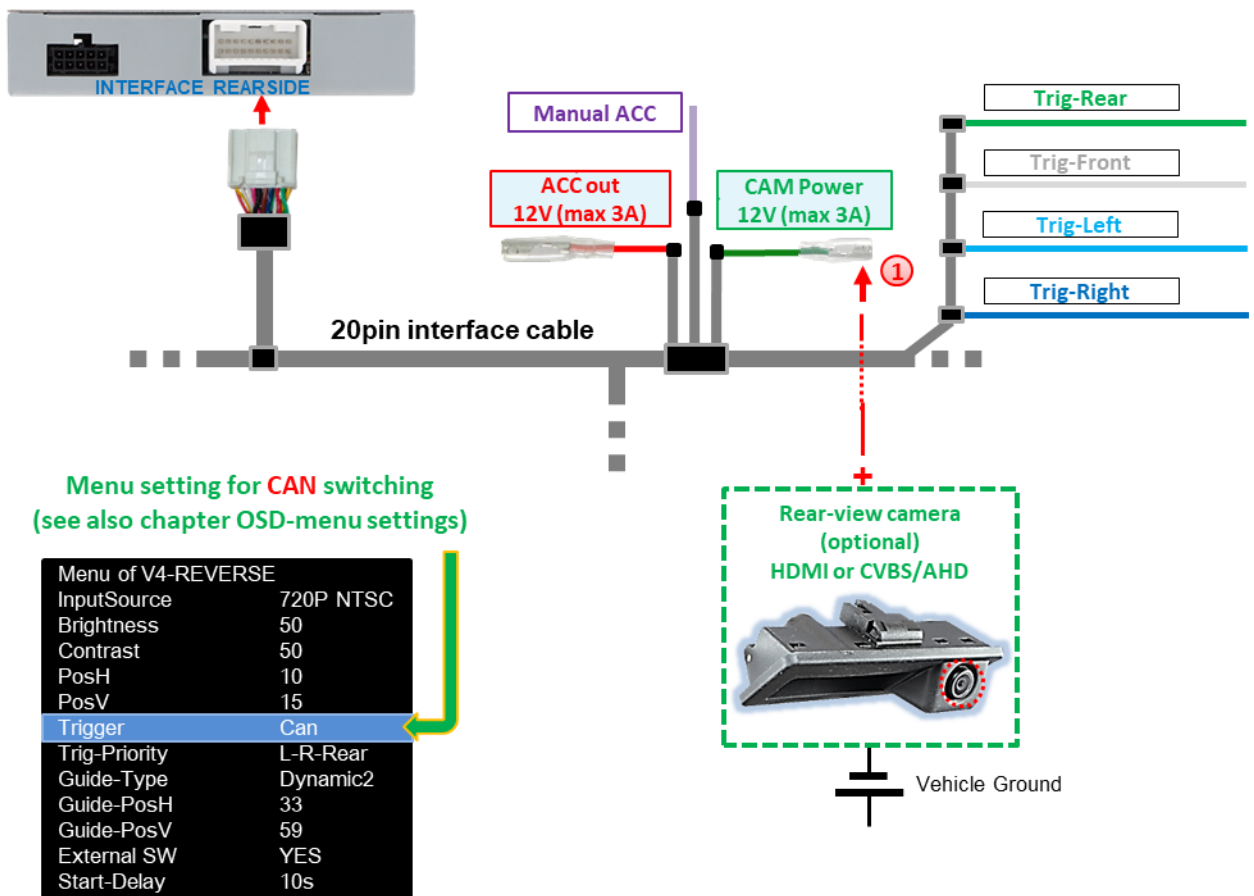 INTERFACE REARSIDE
Manual ACC
ACC out
12V (max 3A)
CAM Power
12V (max 3A)
1
Trig-Rear
Trig-Front
Trig-Left
Trig-Right
20pin interface cable
+
Menu setting for CAN switching
(see also chapter OSD-menu settings)
Menu of V4-REVERSE
InputSource 720P NTSC
Brightness 50
Contrast 50
PosH 10
PosV 15
Trigger Can
Trig-Priority L-R-Rear
Guide-Type Dynamic2
Guide-PosH 33
Guide-PosV 59
External SW YES
Start-Delay 10s
Rear-view camera
(optional)
HDMI or CVBS/AHD
Vehicle Ground